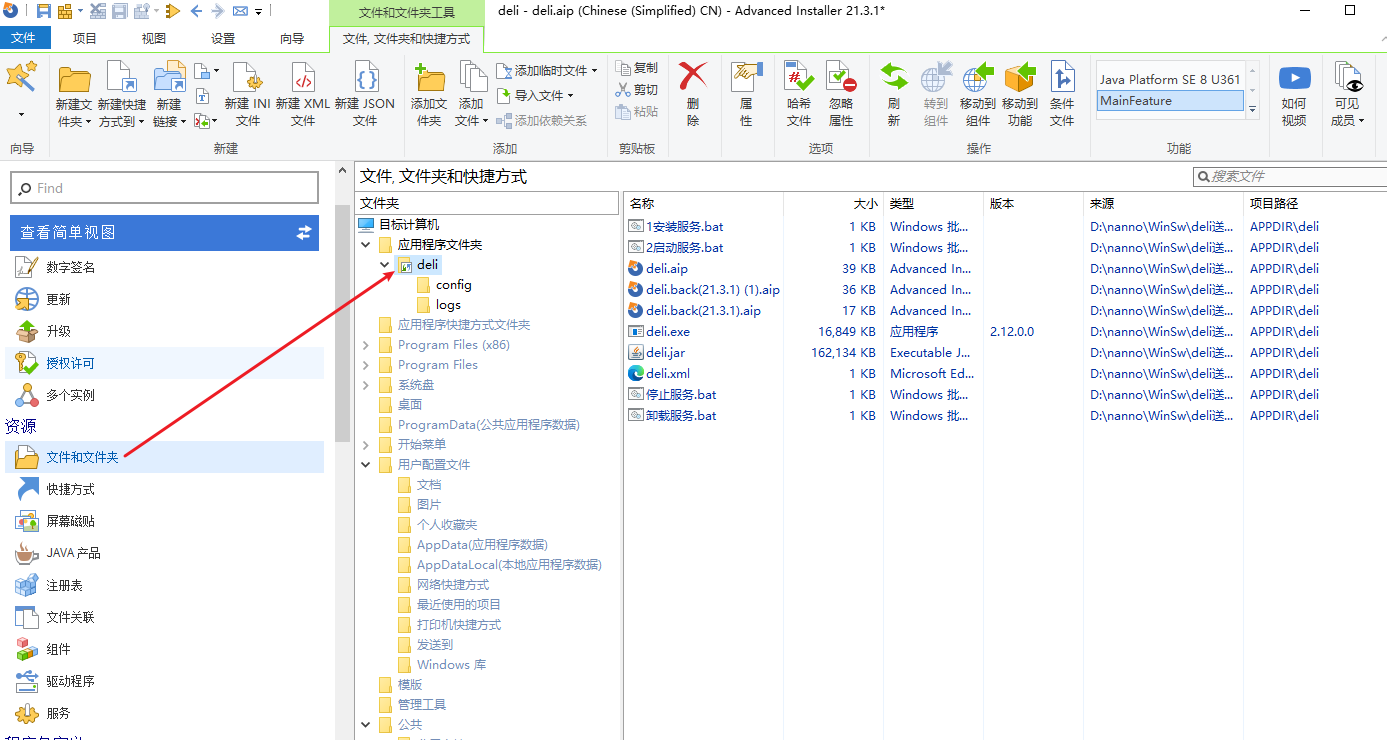 文件和文件夹工具
deli - deli.aip (Chinese (Simplified) CN) - Advanced Installer 21.3.1*
文件 项目 视图 设置 向导 文件, 文件夹和快捷方式
新建文件夹 新建快捷方式到 新建链接 新建 INI 文件 新建 XML 文件 新建 JSON 文件
添加文件夹 添加文件 添加临时文件
导入文件
添加依赖关系
复制
剪切
粘贴
删除 属性 哈希文件 忽略属性 刷新 转到组件 移动到组件 移动到功能 条件文件
Java Platform SE 8 U361
MainFeature
如何视频 可见成员
向导 新建 添加 剪贴板 选项 操作 功能
Find
查看简单视图
数字签名
更新
升级
授权许可
多个实例
资源
文件和文件夹
快捷方式
屏幕磁贴
JAVA 产品
注册表
文件关联
组件
驱动程序
服务
文件, 文件夹和快捷方式
搜索文件
文件夹
目标计算机
应用程序文件夹
deli
config
logs
应用程序快捷方式文件夹
Program Files (x86)
Program Files
系统盘
桌面
ProgramData(公共应用程序数据)
开始菜单
用户配置文件
文档
图片
个人收藏夹
AppData(应用程序数据)
AppDataLocal(本地应用程序数据)
网络快捷方式
最近使用的项目
打印机快捷方式
发送到
Windows 库
模版
管理工具
公共
名称 大小 类型 版本 来源 项目路径
1安装服务.bat 1 KB Windows 批... D:\nanno\WinSw\deli送... APPDIR\deli
2启动服务.bat 1 KB Windows 批... D:\nanno\WinSw\deli送... APPDIR\deli
deli.aip 39 KB Advanced In... D:\nanno\WinSw\deli送... APPDIR\deli
deli.back(21.3.1) (1).aip 36 KB Advanced In... D:\nanno\WinSw\deli送... APPDIR\deli
deli.back(21.3.1).aip 17 KB Advanced In... D:\nanno\WinSw\deli送... APPDIR\deli
deli.exe 16,849 KB 应用程序 2.12.0.0 D:\nanno\WinSw\deli送... APPDIR\deli
deli.jar 162,134 KB Executable J... D:\nanno\WinSw\deli送... APPDIR\deli
deli.xml 1 KB Microsoft Ed... D:\nanno\WinSw\deli送... APPDIR\deli
停止服务.bat 1 KB Windows 批... D:\nanno\WinSw\deli送... APPDIR\deli
卸载服务.bat 1 KB Windows 批... D:\nanno\WinSw\deli送... APPDIR\deli